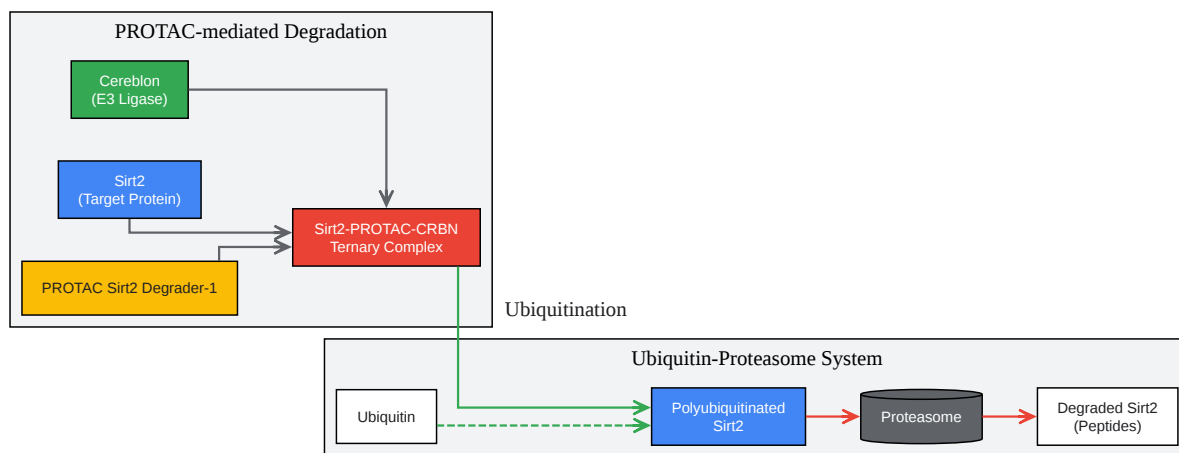 PROTAC-mediated Degradation
Cereblon
(E3 Ligase)
Sirt2
(Target Protein)
Sirt2-PROTAC-CRBN
Ternary Complex
PROTAC Sirt2 Degrader-1
Ubiquitination
Ubiquitin-Proteasome System
Ubiquitin
Polyubiquitinated
Sirt2
Proteasome
Degraded Sirt2
(Peptides)